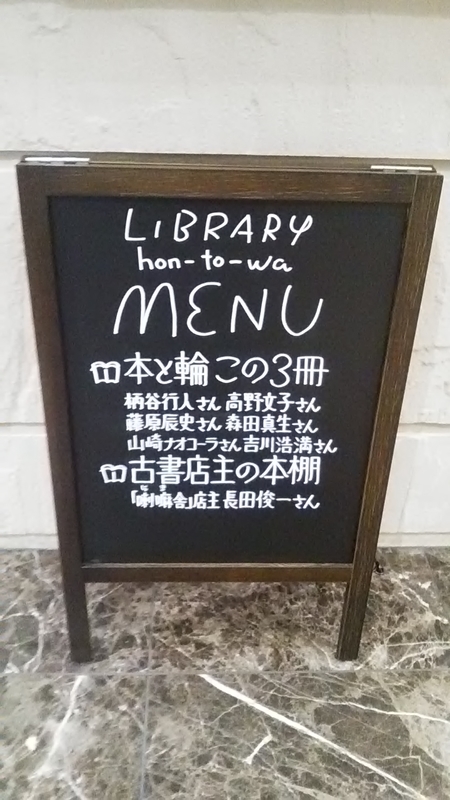 LIBRARY
hon-to-wa
MENU
本と輪 この3冊
柄谷行人さん 高野文子さん
藤原辰史さん 森田真生さん
山崎ナオコーラさん 吉川浩満さん
古書店主の本棚
「喇嘛舎」店主 長田俊一さん